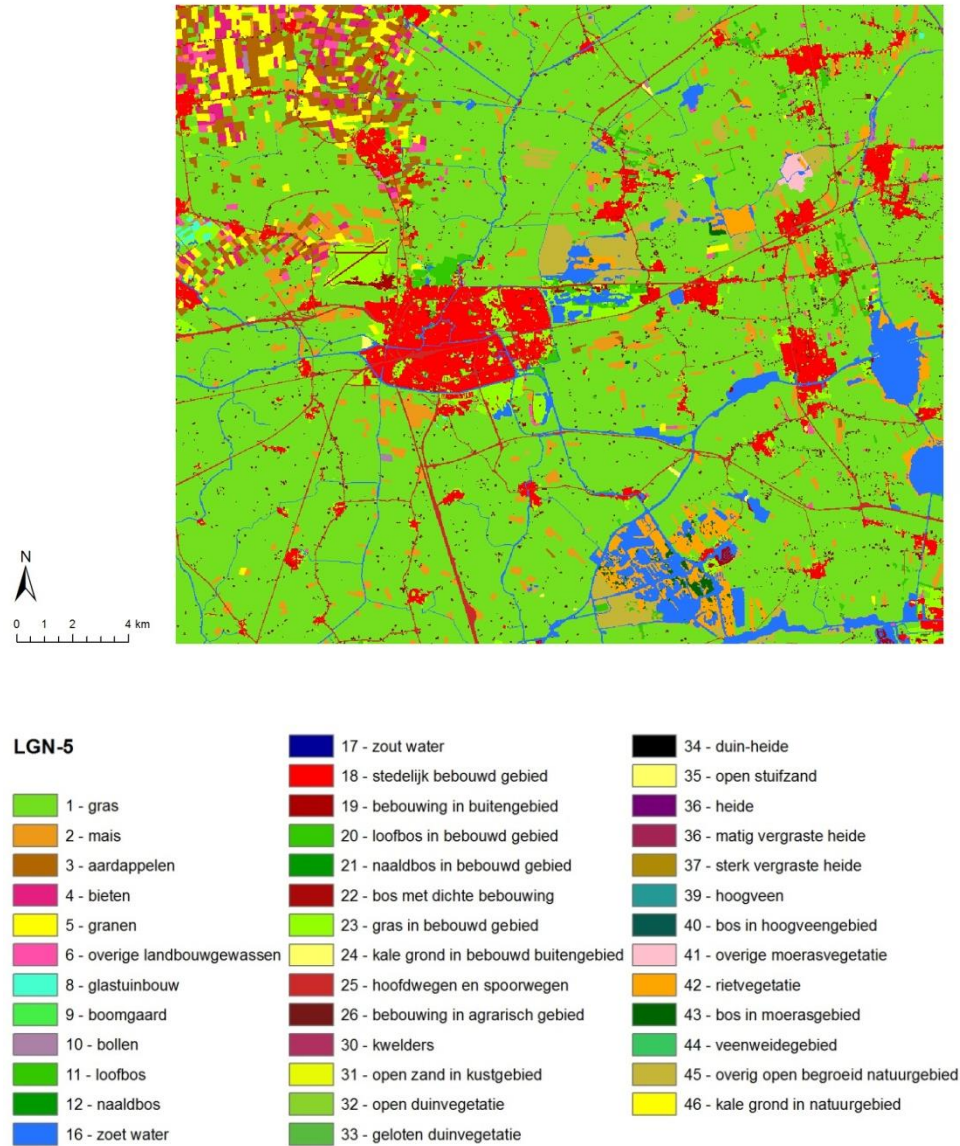 N
0 1 2 4 km
LGN-5
1 - gras
2 - mais
3 - aardappelen
4 - bieten
5 - granen
6 - overige landbouwgewassen
8 - glastuinbouw
9 - boomgaard
10 - bollen
11 - loofbos
12 - naaldbos
16 - zoet water
17 - zout water
18 - stedelijk bebouwd gebied
19 - bebouwing in buitengebied
20 - loofbos in bebouwd gebied
21 - naaldbos in bebouwd gebied
22 - bos met dichte bebouwing
23 - gras in bebouwd gebied
24 - kale grond in bebouwd buitengebied
25 - hoofdwegen en spoorwegen
26 - bebouwing in agrarisch gebied
30 - kwelders
31 - open zand in kustgebied
32 - open duinvegetatie
33 - geloten duinvegetatie
34 - duin-heide
35 - open stuifzand
36 - heide
36 - matig vergraste heide
37 - sterk vergraste heide
39 - hoogveen
40 - bos in hoogveengebied
41 - overige moerasvegetatie
42 - rietvegetatie
43 - bos in moerasgebied
44 - veenweidegebied
45 - overig open begroeid natuurgebied
46 - kale grond in natuurgebied